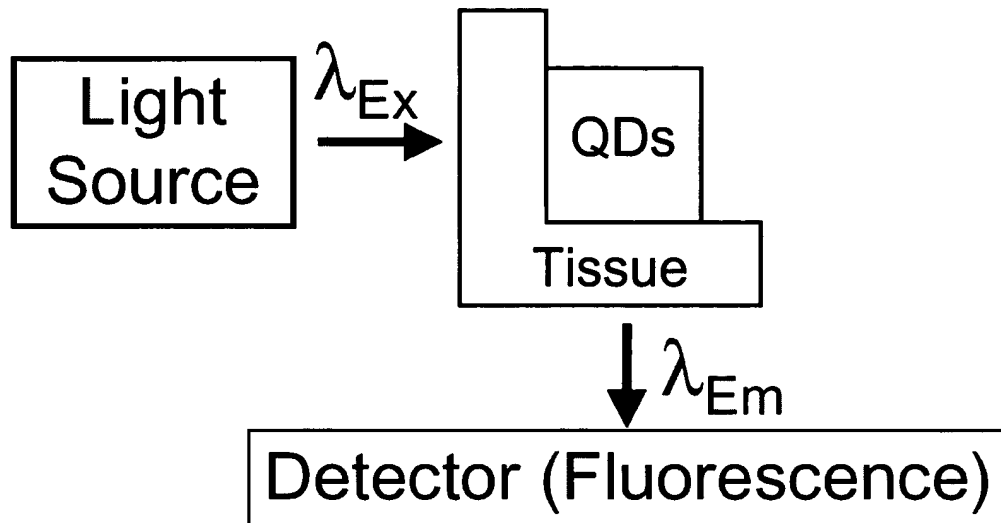 Light
Source
λEx
QDs
Tissue
λEm
Detector (Fluorescence)